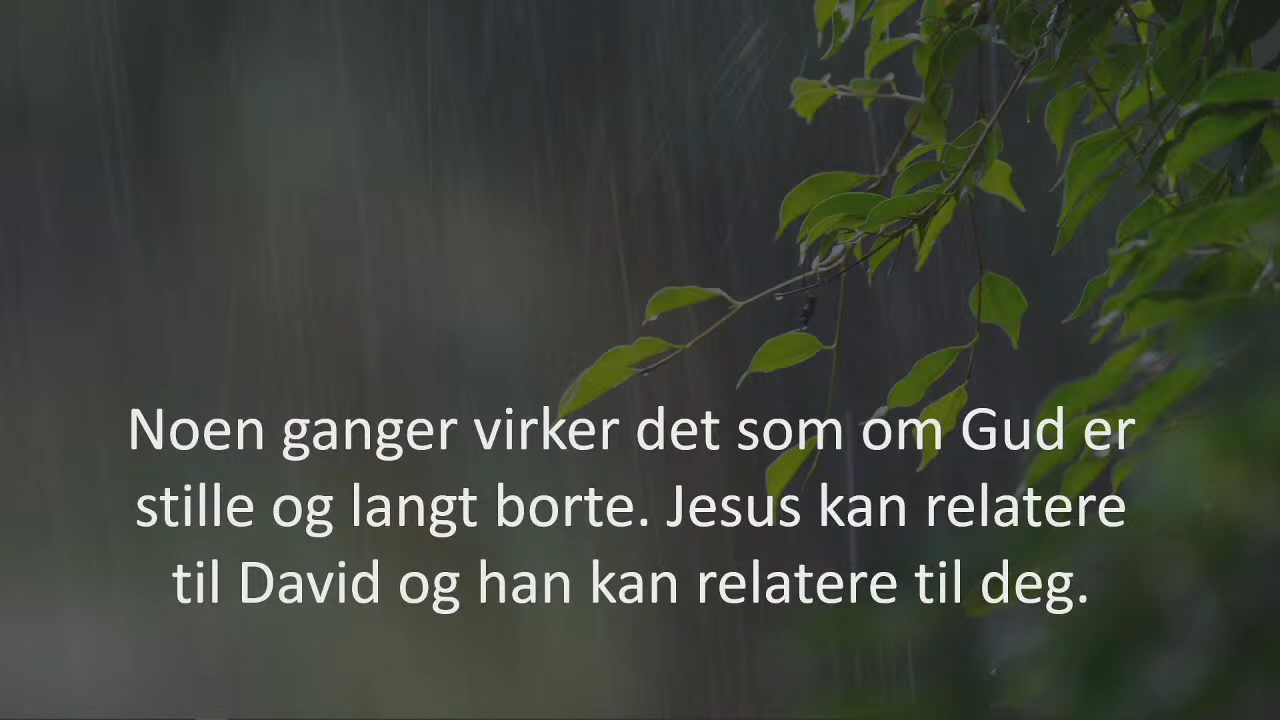 Noen ganger virker det som om Gud er
stille og langt borte. Jesus kan relatere
til David og han kan relatere til deg.